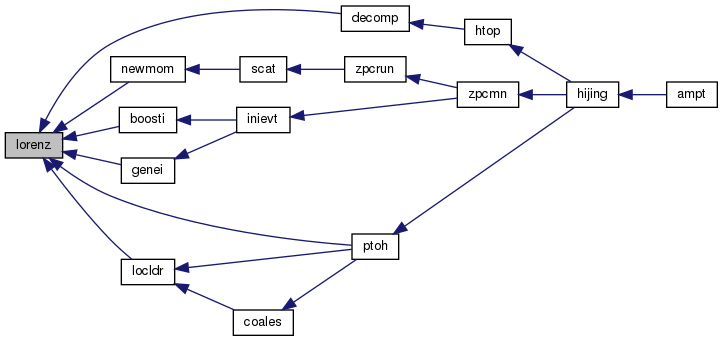 decomp
htop
newmom
scat
zpcrun
zpcmn
hijing
ampt
boosti
inievt
lorenz
genei
ptoh
locldr
coales